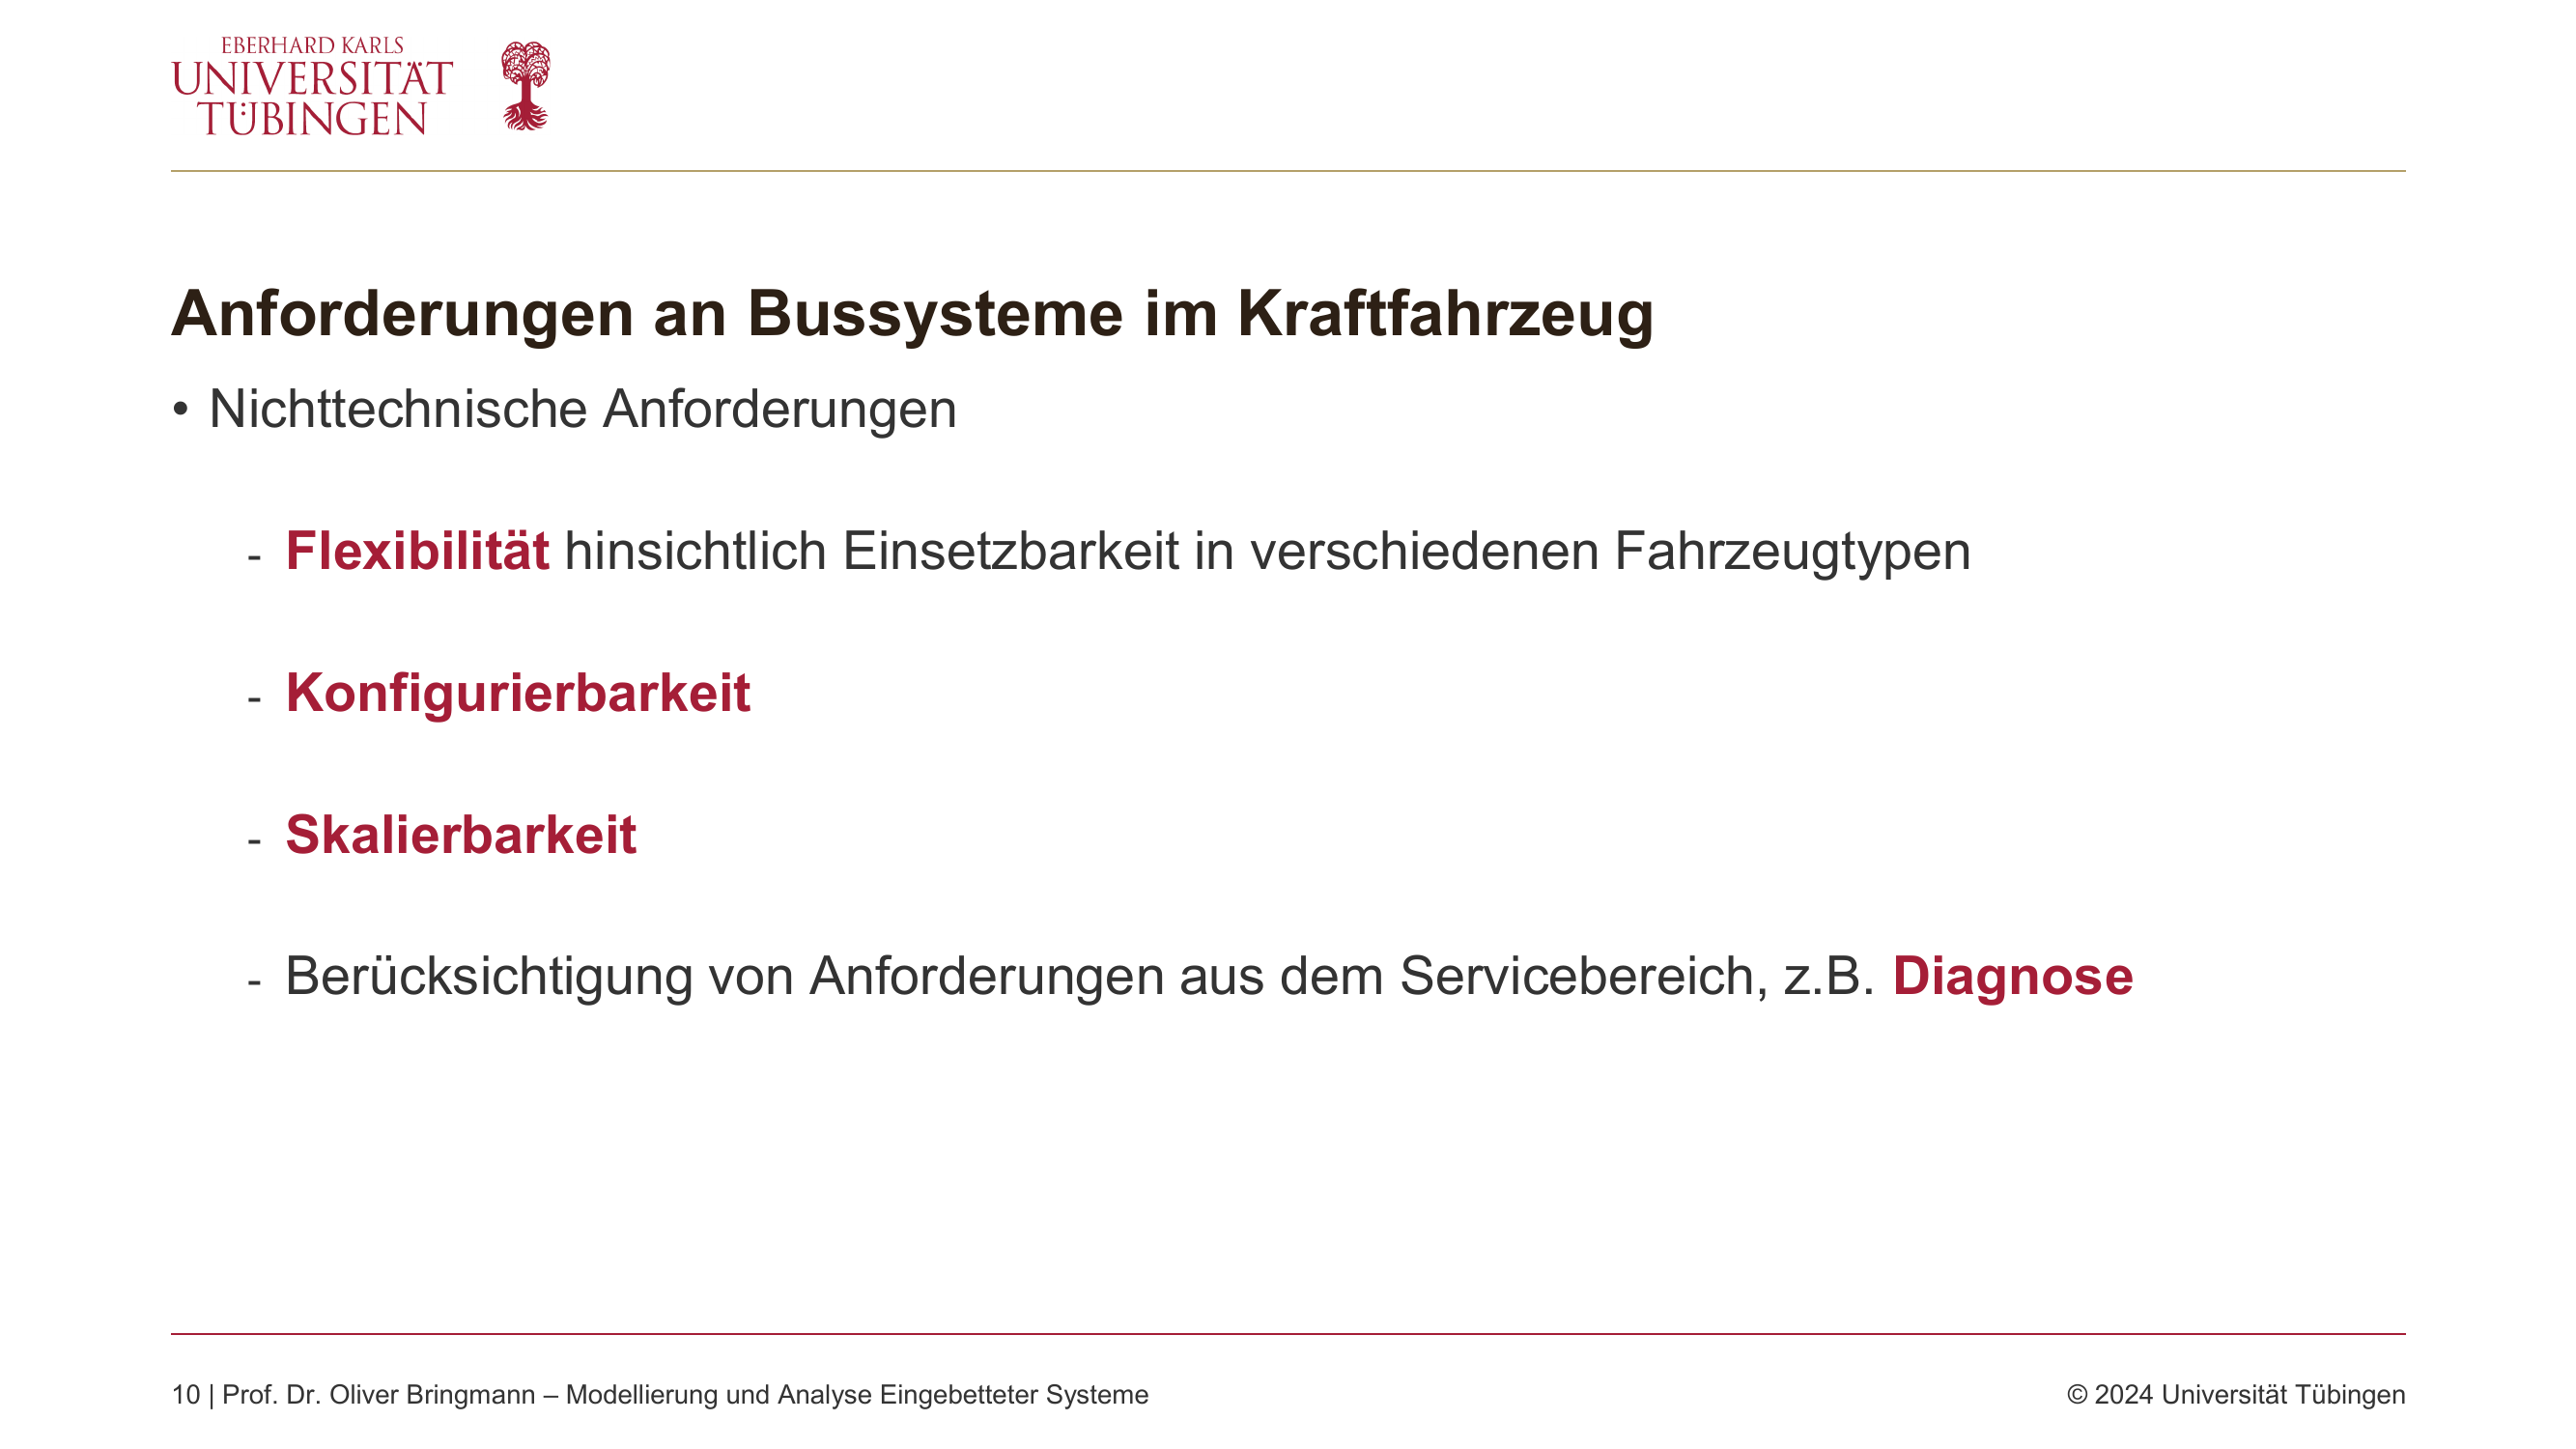 EBERHARD KARLS
UNIVERSITÄT
TÜBINGEN
Anforderungen an Bussysteme im Kraftfahrzeug
• Nichttechnische Anforderungen
- Flexibilität hinsichtlich Einsetzbarkeit in verschiedenen Fahrzeugtypen
- Konfigurierbarkeit
- Skalierbarkeit
- Berücksichtigung von Anforderungen aus dem Servicebereich, z.B. Diagnose
10 | Prof. Dr. Oliver Bringmann – Modellierung und Analyse Eingebetteter Systeme
© 2024 Universität Tübingen